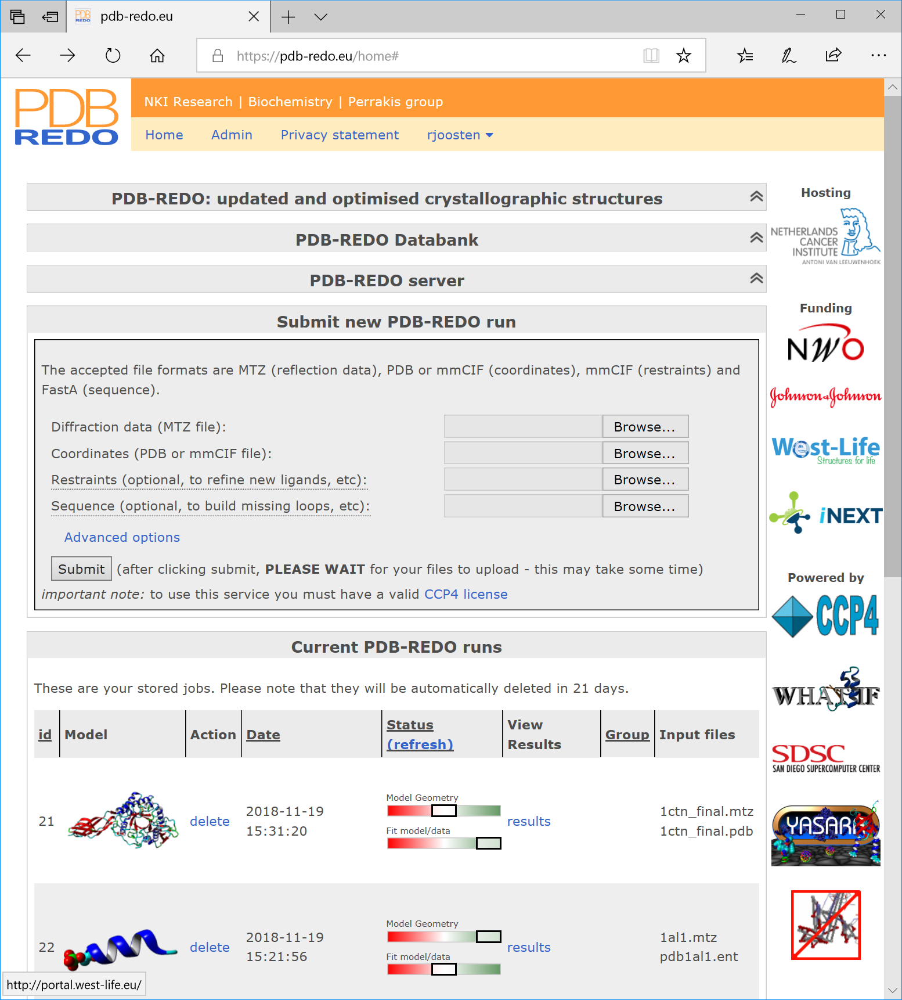 pdb-redo.eu
https://pdb-redo.eu/home#
PDB
REDO
NKI Research | Biochemistry | Perrakis group
Home Admin Privacy statement rjoosten
PDB-REDO: updated and optimised crystallographic structures
PDB-REDO Databank
PDB-REDO server
Submit new PDB-REDO run
The accepted file formats are MTZ (reflection data), PDB or mmCIF (coordinates), mmCIF (restraints) and
FastA (sequence).
Diffraction data (MTZ file): Browse...
Coordinates (PDB or mmCIF file): Browse...
Restraints (optional, to refine new ligands, etc): Browse...
Sequence (optional, to build missing loops, etc): Browse...
Advanced options
Submit (after clicking submit, PLEASE WAIT for your files to upload - this may take some time)
important note: to use this service you must have a valid CCP4 license
Current PDB-REDO runs
These are your stored jobs. Please note that they will be automatically deleted in 21 days.
id Model Action Date Status (refresh) View Results Group Input files
21 delete 2018-11-19 15:31:20
Model Geometry
Fit model/data
results
1ctn_final.mtz
1ctn_final.pdb
22 delete 2018-11-19 15:21:56
Model Geometry
Fit model/data
results
1al1.mtz
pdb1al1.ent
http://portal.west-life.eu/
Hosting
NETHERLANDS
CANCER
INSTITUTE
ANTONI VAN LEEUWENHOEK
Funding
NWO
Johnson & Johnson
West-Life
Structures for life
iNEXT
Powered by
CCP4
WHAT IF
SDSC
SAN DIEGO SUPERCOMPUTER CENTER
YASARA